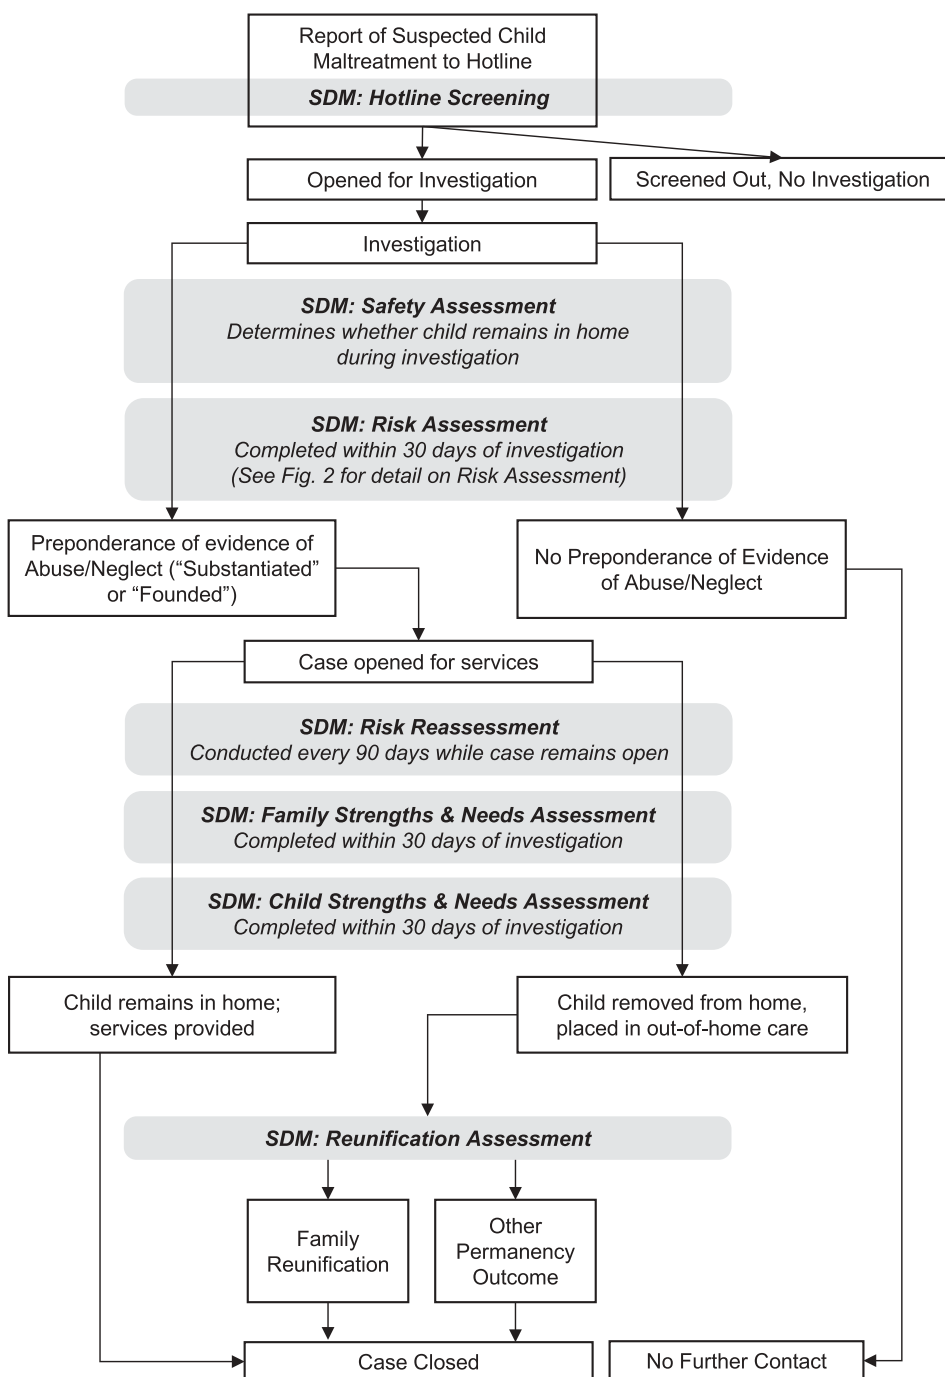 Report of Suspected Child
Maltreatment to Hotline
SDM: Hotline Screening
Opened for Investigation
Screened Out, No Investigation
Investigation
SDM: Safety Assessment
Determines whether child remains in home
during investigation
SDM: Risk Assessment
Completed within 30 days of investigation
(See Fig. 2 for detail on Risk Assessment)
Preponderance of evidence of
Abuse/Neglect (“Substantiated”
or “Founded”)
No Preponderance of Evidence
of Abuse/Neglect
Case opened for services
SDM: Risk Reassessment
Conducted every 90 days while case remains open
SDM: Family Strengths & Needs Assessment
Completed within 30 days of investigation
SDM: Child Strengths & Needs Assessment
Completed within 30 days of investigation
Child remains in home;
services provided
Child removed from home,
placed in out-of-home care
SDM: Reunification Assessment
Family
Reunification
Other
Permanency
Outcome
Case Closed
No Further Contact